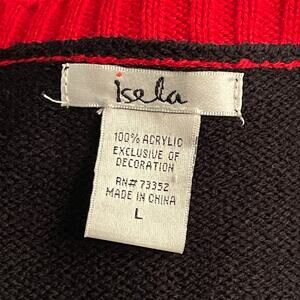 isela
100% ACRYLIC
EXCLUSIVE OF
DECORATION
RN# 73352
MADE IN CHINA
L